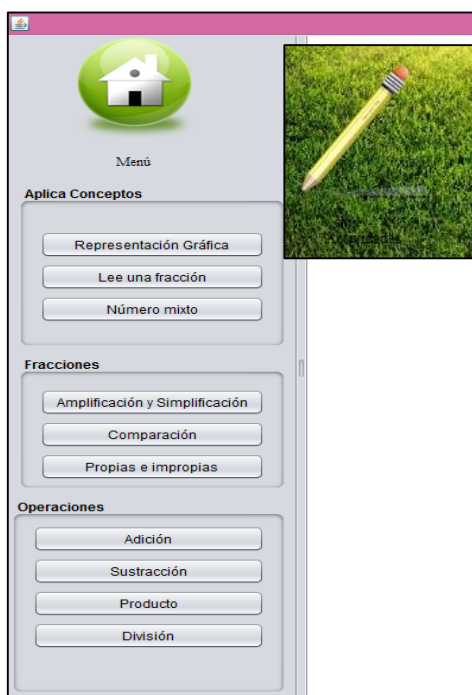 Menú
Aplica Conceptos
Representación Gráfica
Lee una fracción
Número mixto
Fracciones
Amplificación y Simplificación
Comparación
Propias e impropias
Operaciones
Adición
Sustracción
Producto
División